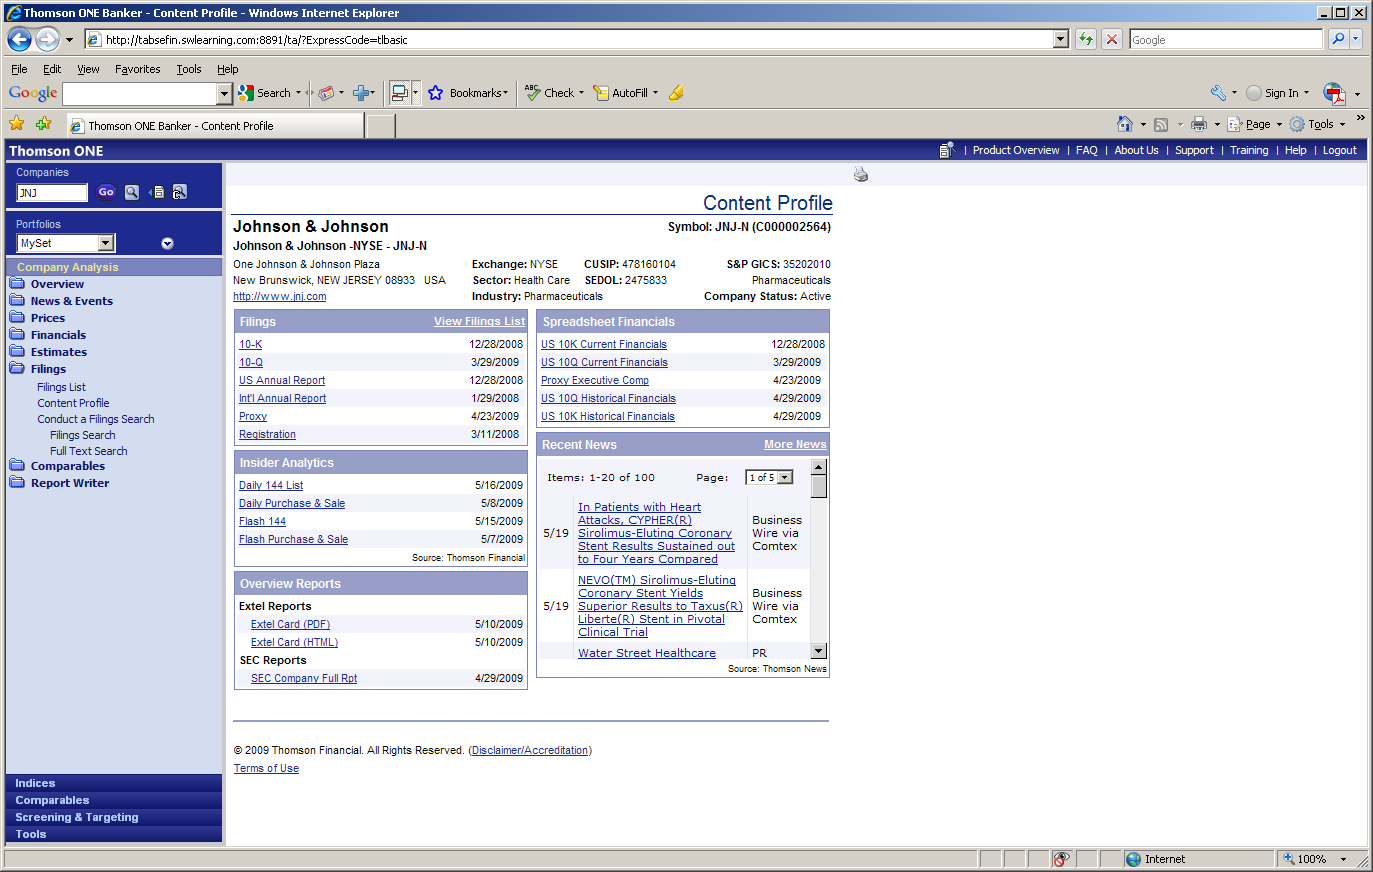 Thomson ONE Banker - Content Profile - Windows Internet Explorer
http://tabsefin.swlearning.com:8891/ta/?ExpressCode=tlbasic
Google
File Edit View Favorites Tools Help
Google Search Bookmarks ABC Check AutoFill Sign In
Thomson ONE Banker - Content Profile
Page Tools
Thomson ONE
| Product Overview | FAQ | About Us | Support | Training | Help | Logout
Companies
JNJ Go
Portfolios
MySet
Company Analysis
Overview
News & Events
Prices
Financials
Estimates
Filings
Filings List
Content Profile
Conduct a Filings Search
Filings Search
Full Text Search
Comparables
Report Writer
Indices
Comparables
Screening & Targeting
Tools
Content Profile
Johnson & Johnson Symbol: JNJ-N (C000002564)
Johnson & Johnson -NYSE - JNJ-N
One Johnson & Johnson Plaza Exchange: NYSE CUSIP: 478160104 S&P GICS: 35202010
New Brunswick, NEW JERSEY 08933 USA Sector: Health Care SEDOL: 2475833 Pharmaceuticals
http://www.jnj.com Industry: Pharmaceuticals Company Status: Active
Filings View Filings List
10-K 12/28/2008
10-Q 3/29/2009
US Annual Report 12/28/2008
Int'l Annual Report 1/29/2008
Proxy 4/23/2009
Registration 3/11/2008
Insider Analytics
Daily 144 List 5/16/2009
Daily Purchase & Sale 5/8/2009
Flash 144 5/15/2009
Flash Purchase & Sale 5/7/2009
Source: Thomson Financial
Overview Reports
Extel Reports
Extel Card (PDF) 5/10/2009
Extel Card (HTML) 5/10/2009
SEC Reports
SEC Company Full Rpt 4/29/2009
Spreadsheet Financials
US 10K Current Financials 12/28/2008
US 10Q Current Financials 3/29/2009
Proxy Executive Comp 4/23/2009
US 10Q Historical Financials 4/29/2009
US 10K Historical Financials 4/29/2009
Recent News More News
Items: 1-20 of 100 Page: 1 of 5
In Patients with Heart
Attacks, CYPHER(R) Business
5/19 Sirolimus-Eluting Coronary Wire via
Stent Results Sustained out Comtex
to Four Years Compared
NEVO(TM) Sirolimus-Eluting
Coronary Stent Yields Business
5/19 Superior Results to Taxus(R) Wire via
Liberte(R) Stent in Pivotal Comtex
Clinical Trial
Water Street Healthcare PR
Source: Thomson News
© 2009 Thomson Financial. All Rights Reserved. (Disclaimer/Accreditation)
Terms of Use
Internet 100%